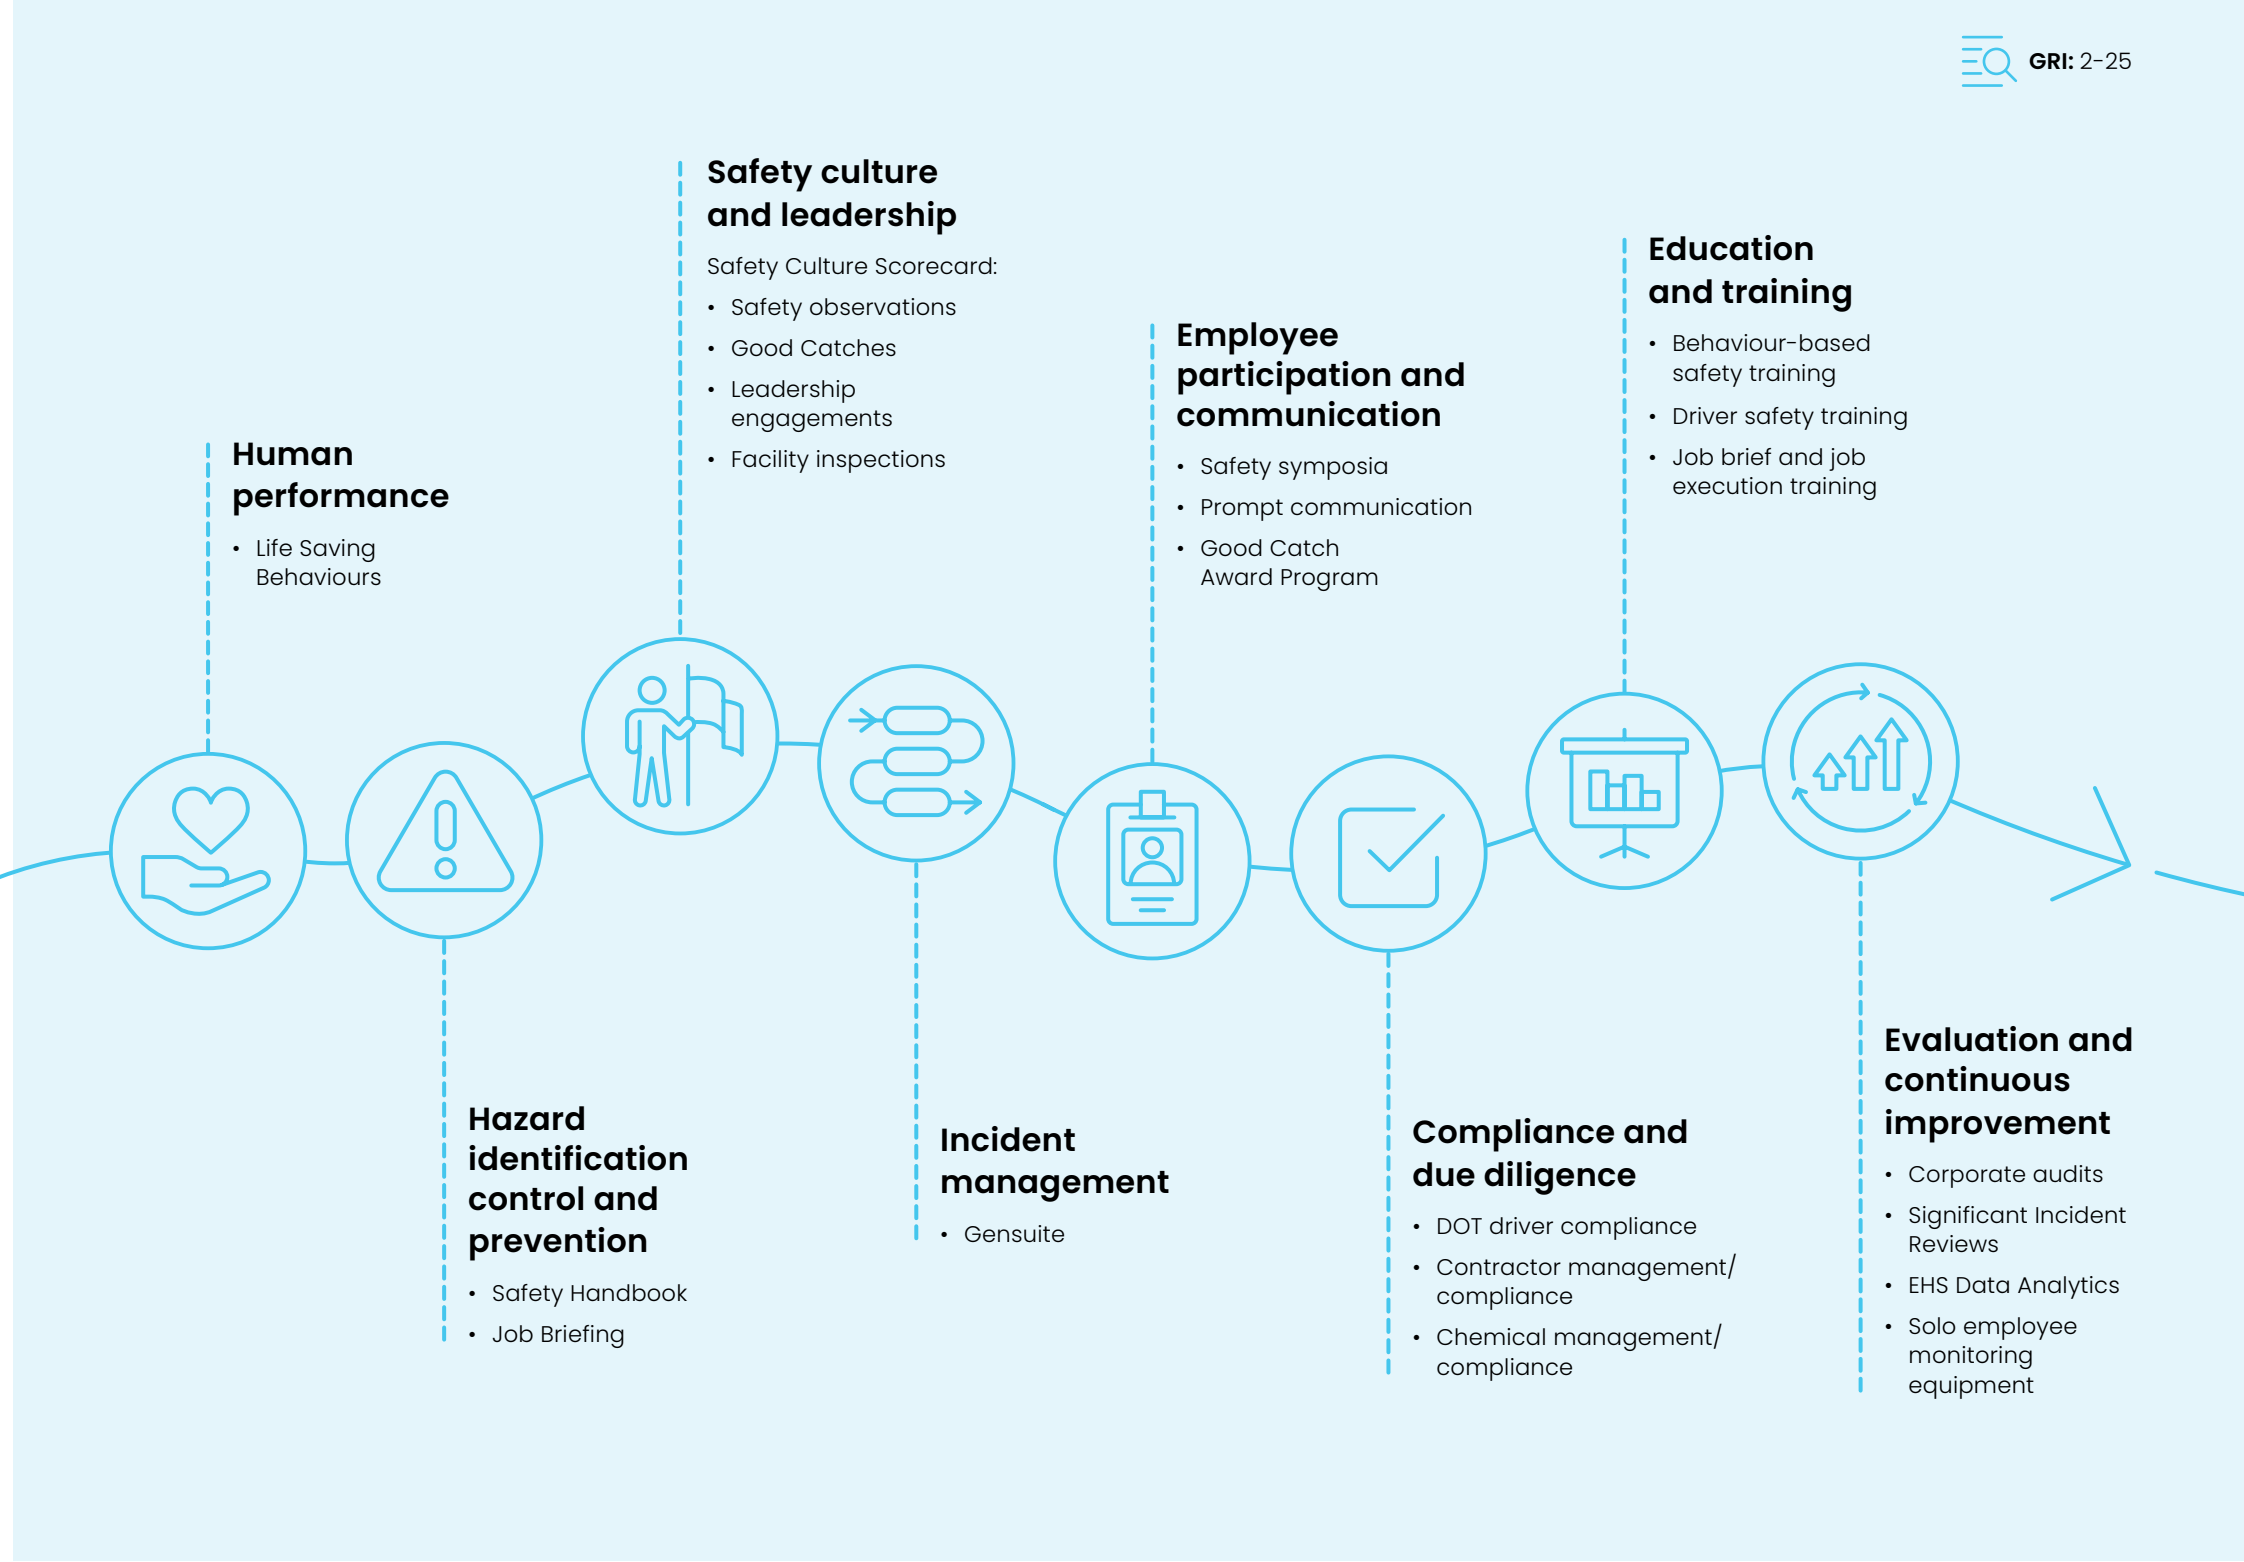 GRI: 2-25
Human
performance
• Life Saving
Behaviours
Hazard
identification
control and
prevention
• Safety Handbook
• Job Briefing
Safety culture
and leadership
Safety Culture Scorecard:
• Safety observations
• Good Catches
• Leadership
engagements
• Facility inspections
Incident
management
• Gensuite
Employee
participation and
communication
• Safety symposia
• Prompt communication
• Good Catch
Award Program
Compliance and
due diligence
• DOT driver compliance
• Contractor management/
compliance
• Chemical management/
compliance
Education
and training
• Behaviour-based
safety training
• Driver safety training
• Job brief and job
execution training
Evaluation and
continuous
improvement
• Corporate audits
• Significant Incident
Reviews
• EHS Data Analytics
• Solo employee
monitoring
equipment